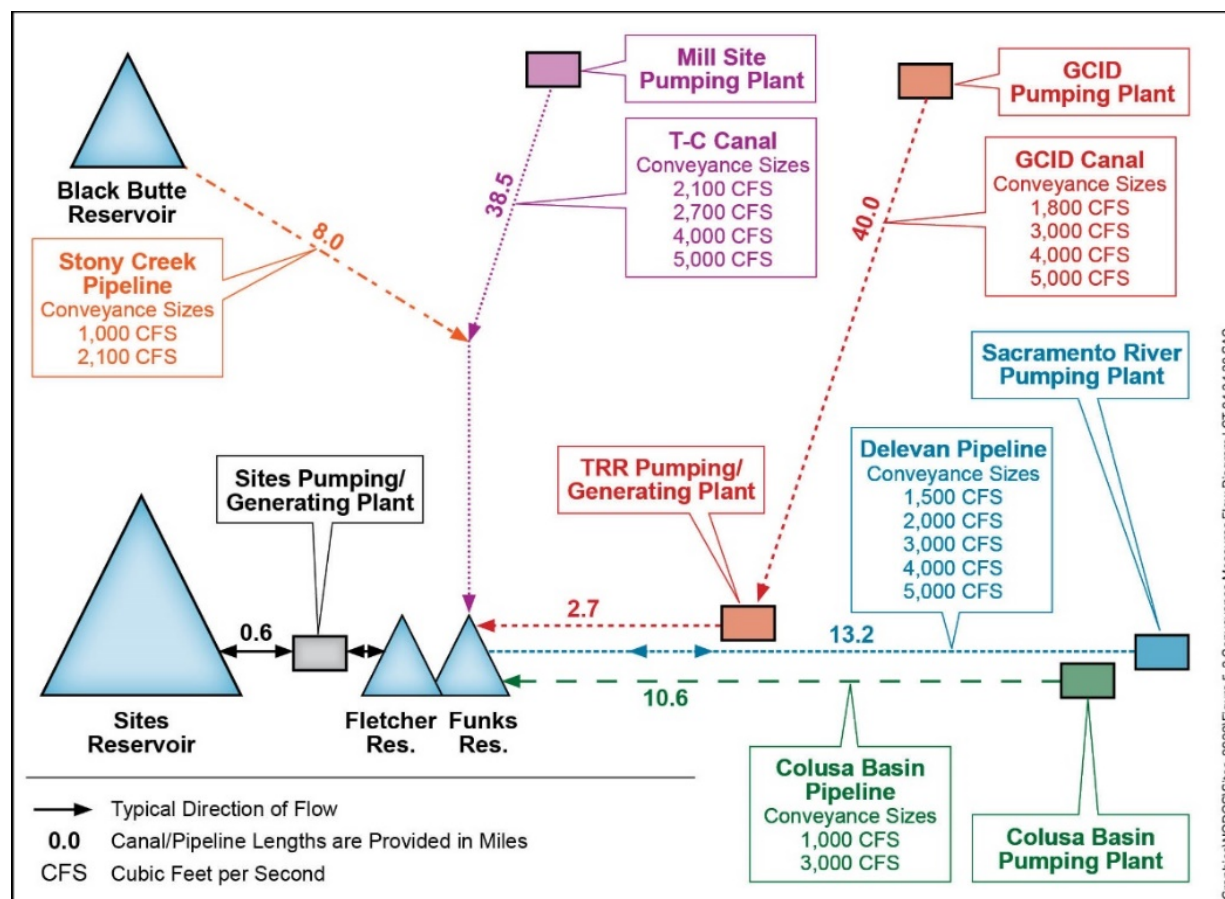 Mill Site
Pumping Plant
GCID
Pumping Plant
Black Butte
Reservoir
8.0
Stony Creek
Pipeline
Conveyance Sizes
1,000 CFS
2,100 CFS
38.5
T-C Canal
Conveyance Sizes
2,100 CFS
2,700 CFS
4,000 CFS
5,000 CFS
40.0
GCID Canal
Conveyance Sizes
1,800 CFS
3,000 CFS
4,000 CFS
5,000 CFS
Sacramento River
Pumping Plant
Sites Pumping/
Generating Plant
TRR Pumping/
Generating Plant
Delevan Pipeline
Conveyance Sizes
1,500 CFS
2,000 CFS
3,000 CFS
4,000 CFS
5,000 CFS
0.6
2.7
13.2
10.6
Sites
Reservoir
Fletcher
Res.
Funks
Res.
Colusa Basin
Pipeline
Conveyance Sizes
1,000 CFS
3,000 CFS
Colusa Basin
Pumping Plant
Typical Direction of Flow
0.0 Canal/Pipeline Lengths are Provided in Miles
CFS Cubic Feet per Second